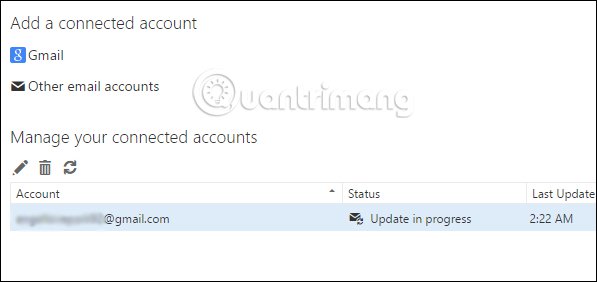 Add a connected account
Gmail
Other email accounts
Quantrimang
Manage your connected accounts
Account Status Last Update
@gmail.com Update in progress 2:22 AM